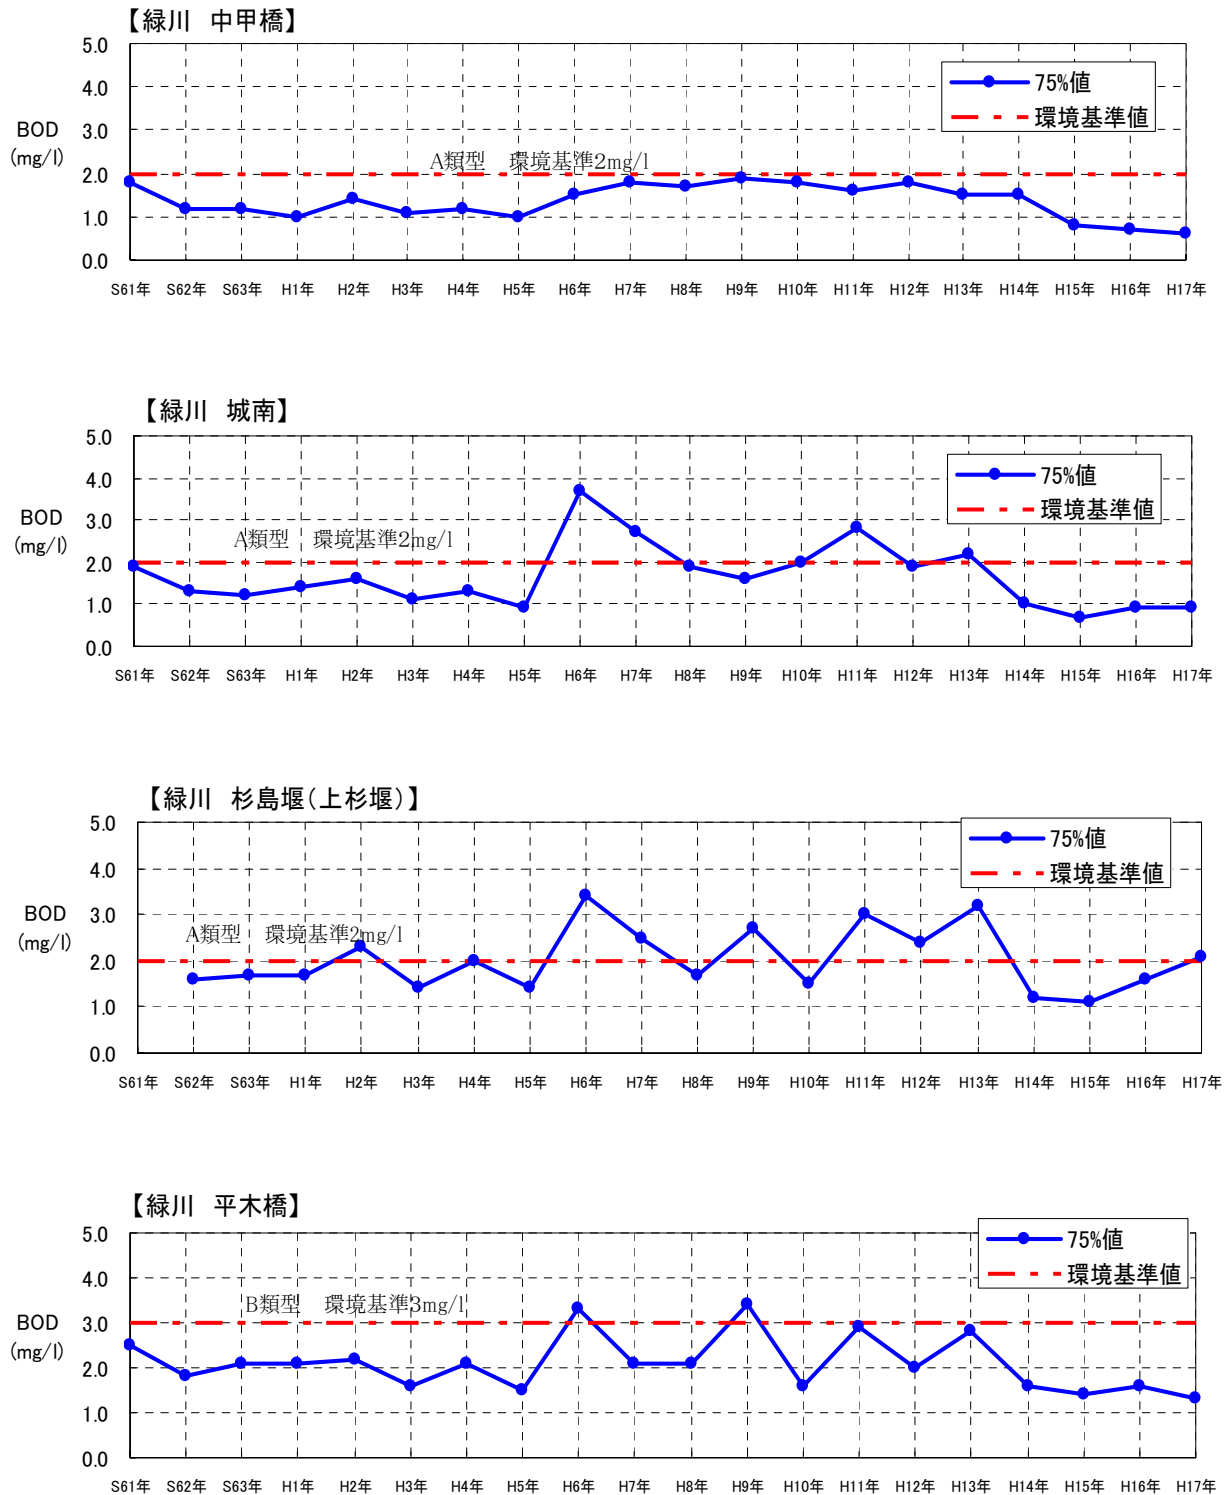 【緑川　中甲橋】
5.0
4.0
3.0
2.0
1.0
0.0
BOD
(mg/l)
75%値
環境基準値
A類型　環境基準2mg/l
S61年 S62年 S63年 H1年 H2年 H3年 H4年 H5年 H6年 H7年 H8年 H9年 H10年 H11年 H12年 H13年 H14年 H15年 H16年 H17年
【緑川　城南】
5.0
4.0
3.0
2.0
1.0
0.0
BOD
(mg/l)
75%値
環境基準値
A類型　環境基準2mg/l
S61年 S62年 S63年 H1年 H2年 H3年 H4年 H5年 H6年 H7年 H8年 H9年 H10年 H11年 H12年 H13年 H14年 H15年 H16年 H17年
【緑川　杉島堰（上杉堰）】
5.0
4.0
3.0
2.0
1.0
0.0
BOD
(mg/l)
75%値
環境基準値
A類型　環境基準2mg/l
S61年 S62年 S63年 H1年 H2年 H3年 H4年 H5年 H6年 H7年 H8年 H9年 H10年 H11年 H12年 H13年 H14年 H15年 H16年 H17年
【緑川　平木橋】
5.0
4.0
3.0
2.0
1.0
0.0
BOD
(mg/l)
75%値
環境基準値
B類型　環境基準3mg/l
S61年 S62年 S63年 H1年 H2年 H3年 H4年 H5年 H6年 H7年 H8年 H9年 H10年 H11年 H12年 H13年 H14年 H15年 H16年 H17年